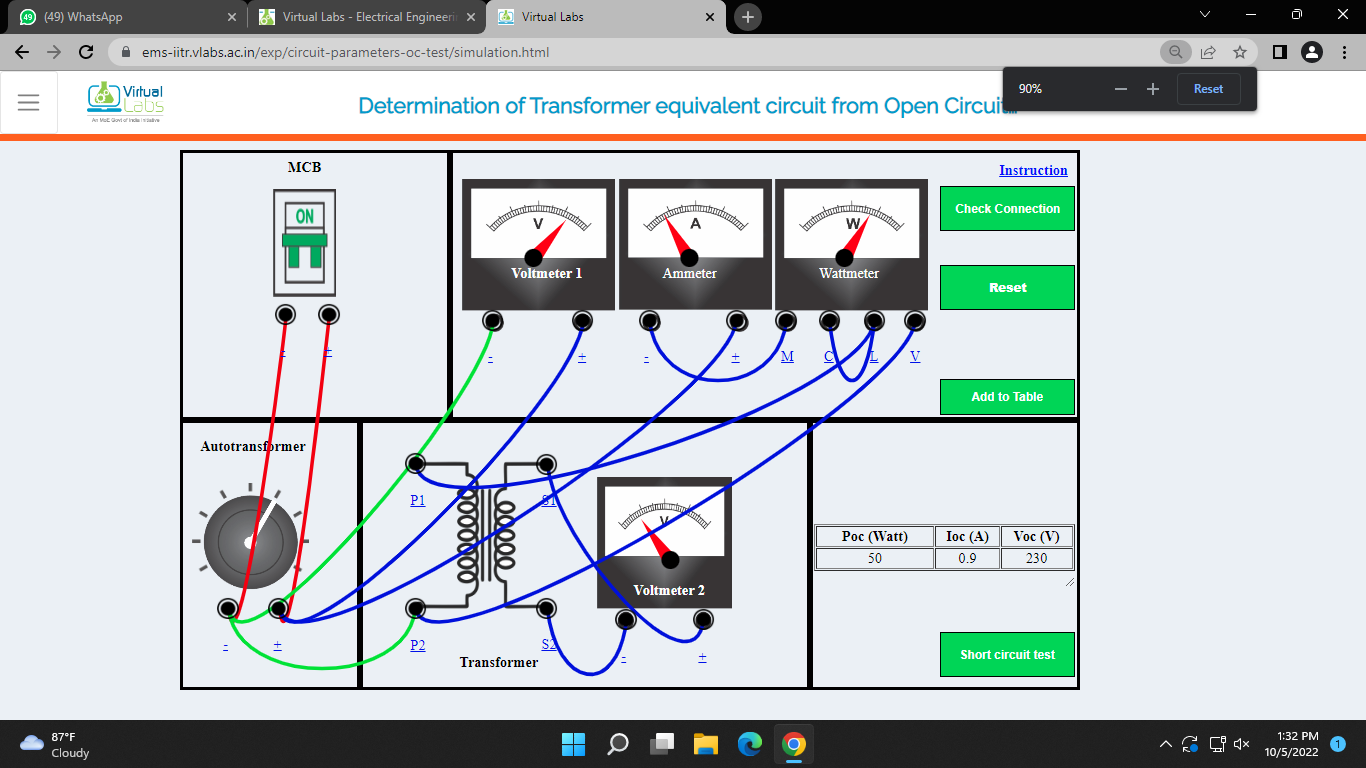 (49) WhatsApp
Virtual Labs - Electrical Engineerin
Virtual Labs
ems-iitr.vlabs.ac.in/exp/circuit-parameters-oc-test/simulation.html
90%
Reset
Virtual
Labs
An MoE Govt of India Initiative
Determination of Transformer equivalent circuit from Open Circuit...
MCB
ON
- +
Instruction
V
Voltmeter 1
A
Ammeter
W
Wattmeter
Check Connection
Reset
- + - + M C L V
Add to Table
Autotransformer
P1
S1
V
Voltmeter 2
- +
P2
S2
- +
Transformer
Poc (Watt) Ioc (A) Voc (V)
50 0.9 230
Short circuit test
87°F
Cloudy
1:32 PM
10/5/2022
1